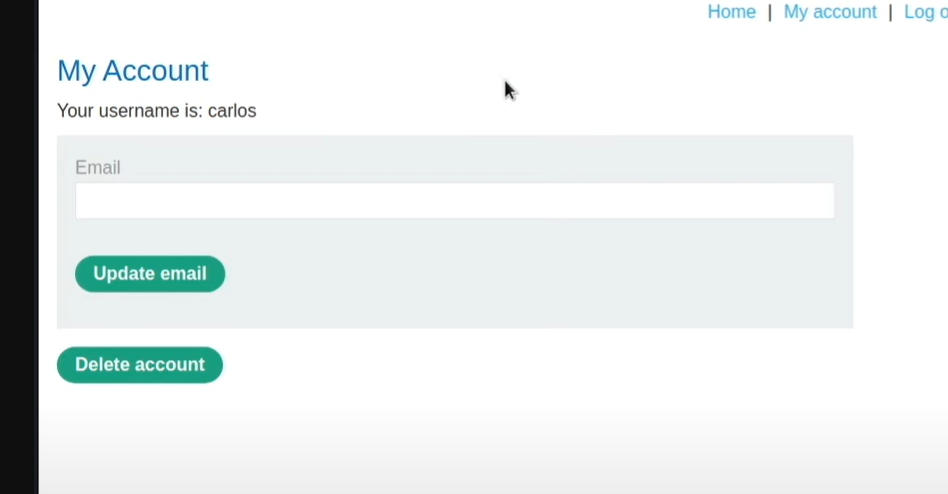 Home | My account | Log o
My Account
Your username is: carlos
Email
Update email
Delete account